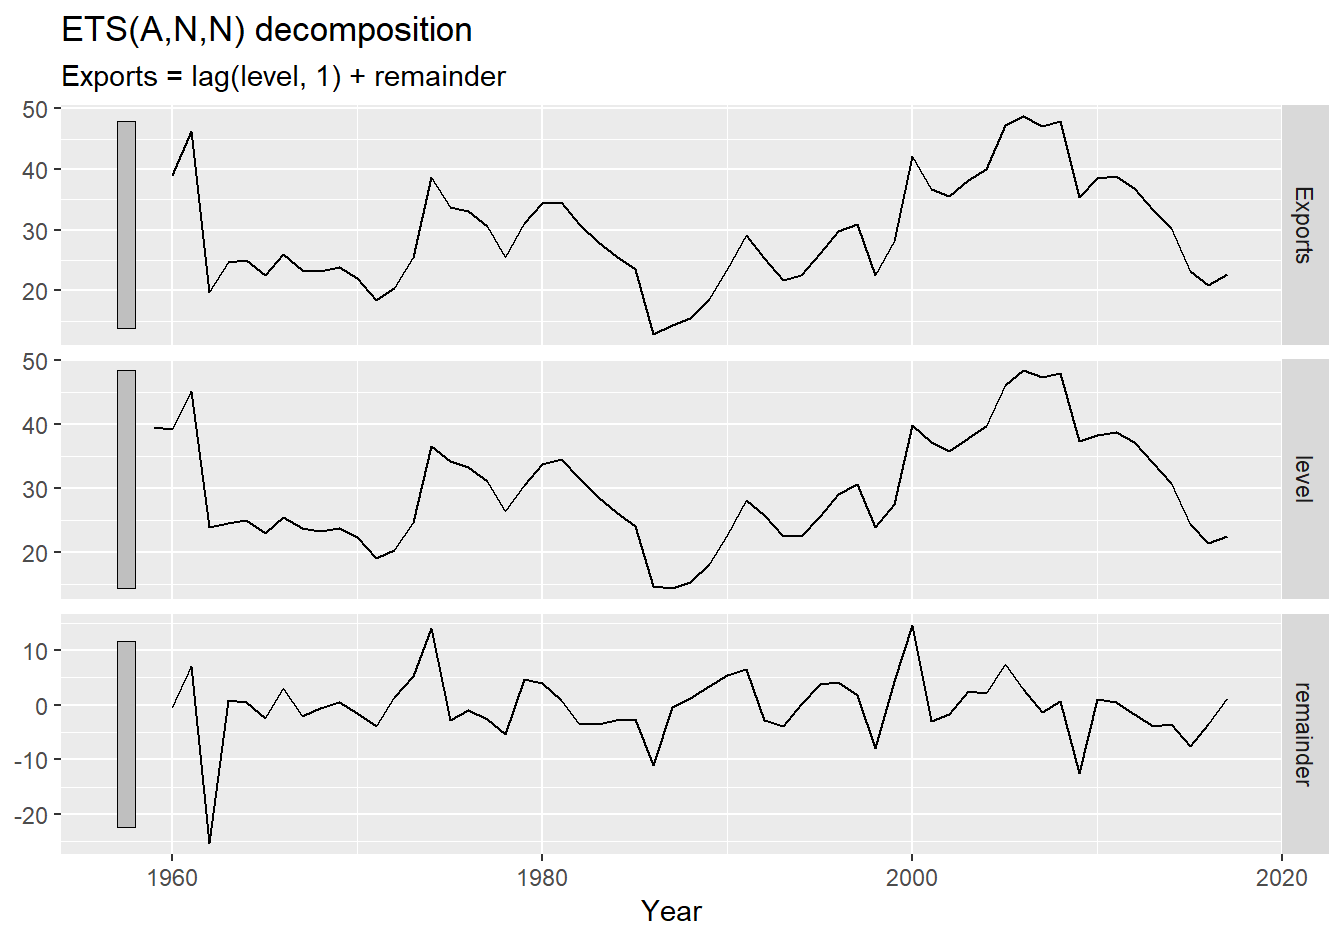 ETS(A,N,N) decomposition
Exports = lag(level, 1) + remainder
50
40
30
20
Exports
50
40
30
20
level
10
0
-10
-20
remainder
1960 1980 2000 2020
Year